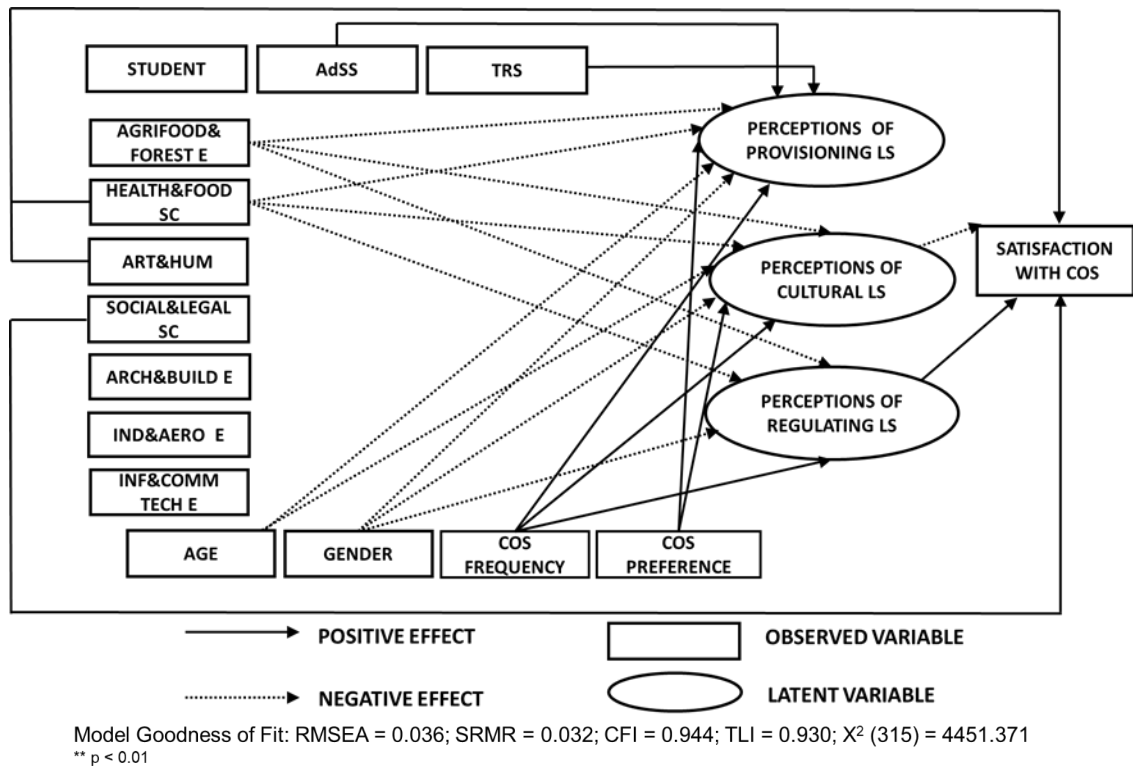 STUDENT
AdSS
TRS
AGRIFOOD&
FOREST E
HEALTH&FOOD
SC
ART&HUM
SOCIAL&LEGAL
SC
ARCH&BUILD E
IND&AERO E
INF&COMM
TECH E
AGE
GENDER
COS
FREQUENCY
COS
PREFERENCE
PERCEPTIONS OF
PROVISIONING LS
PERCEPTIONS OF
CULTURAL LS
PERCEPTIONS OF
REGULATING LS
SATISFACTION
WITH COS
POSITIVE EFFECT
OBSERVED VARIABLE
NEGATIVE EFFECT
LATENT VARIABLE
Model Goodness of Fit: RMSEA = 0.036; SRMR = 0.032; CFI = 0.944; TLI = 0.930; X² (315) = 4451.371
** p < 0.01